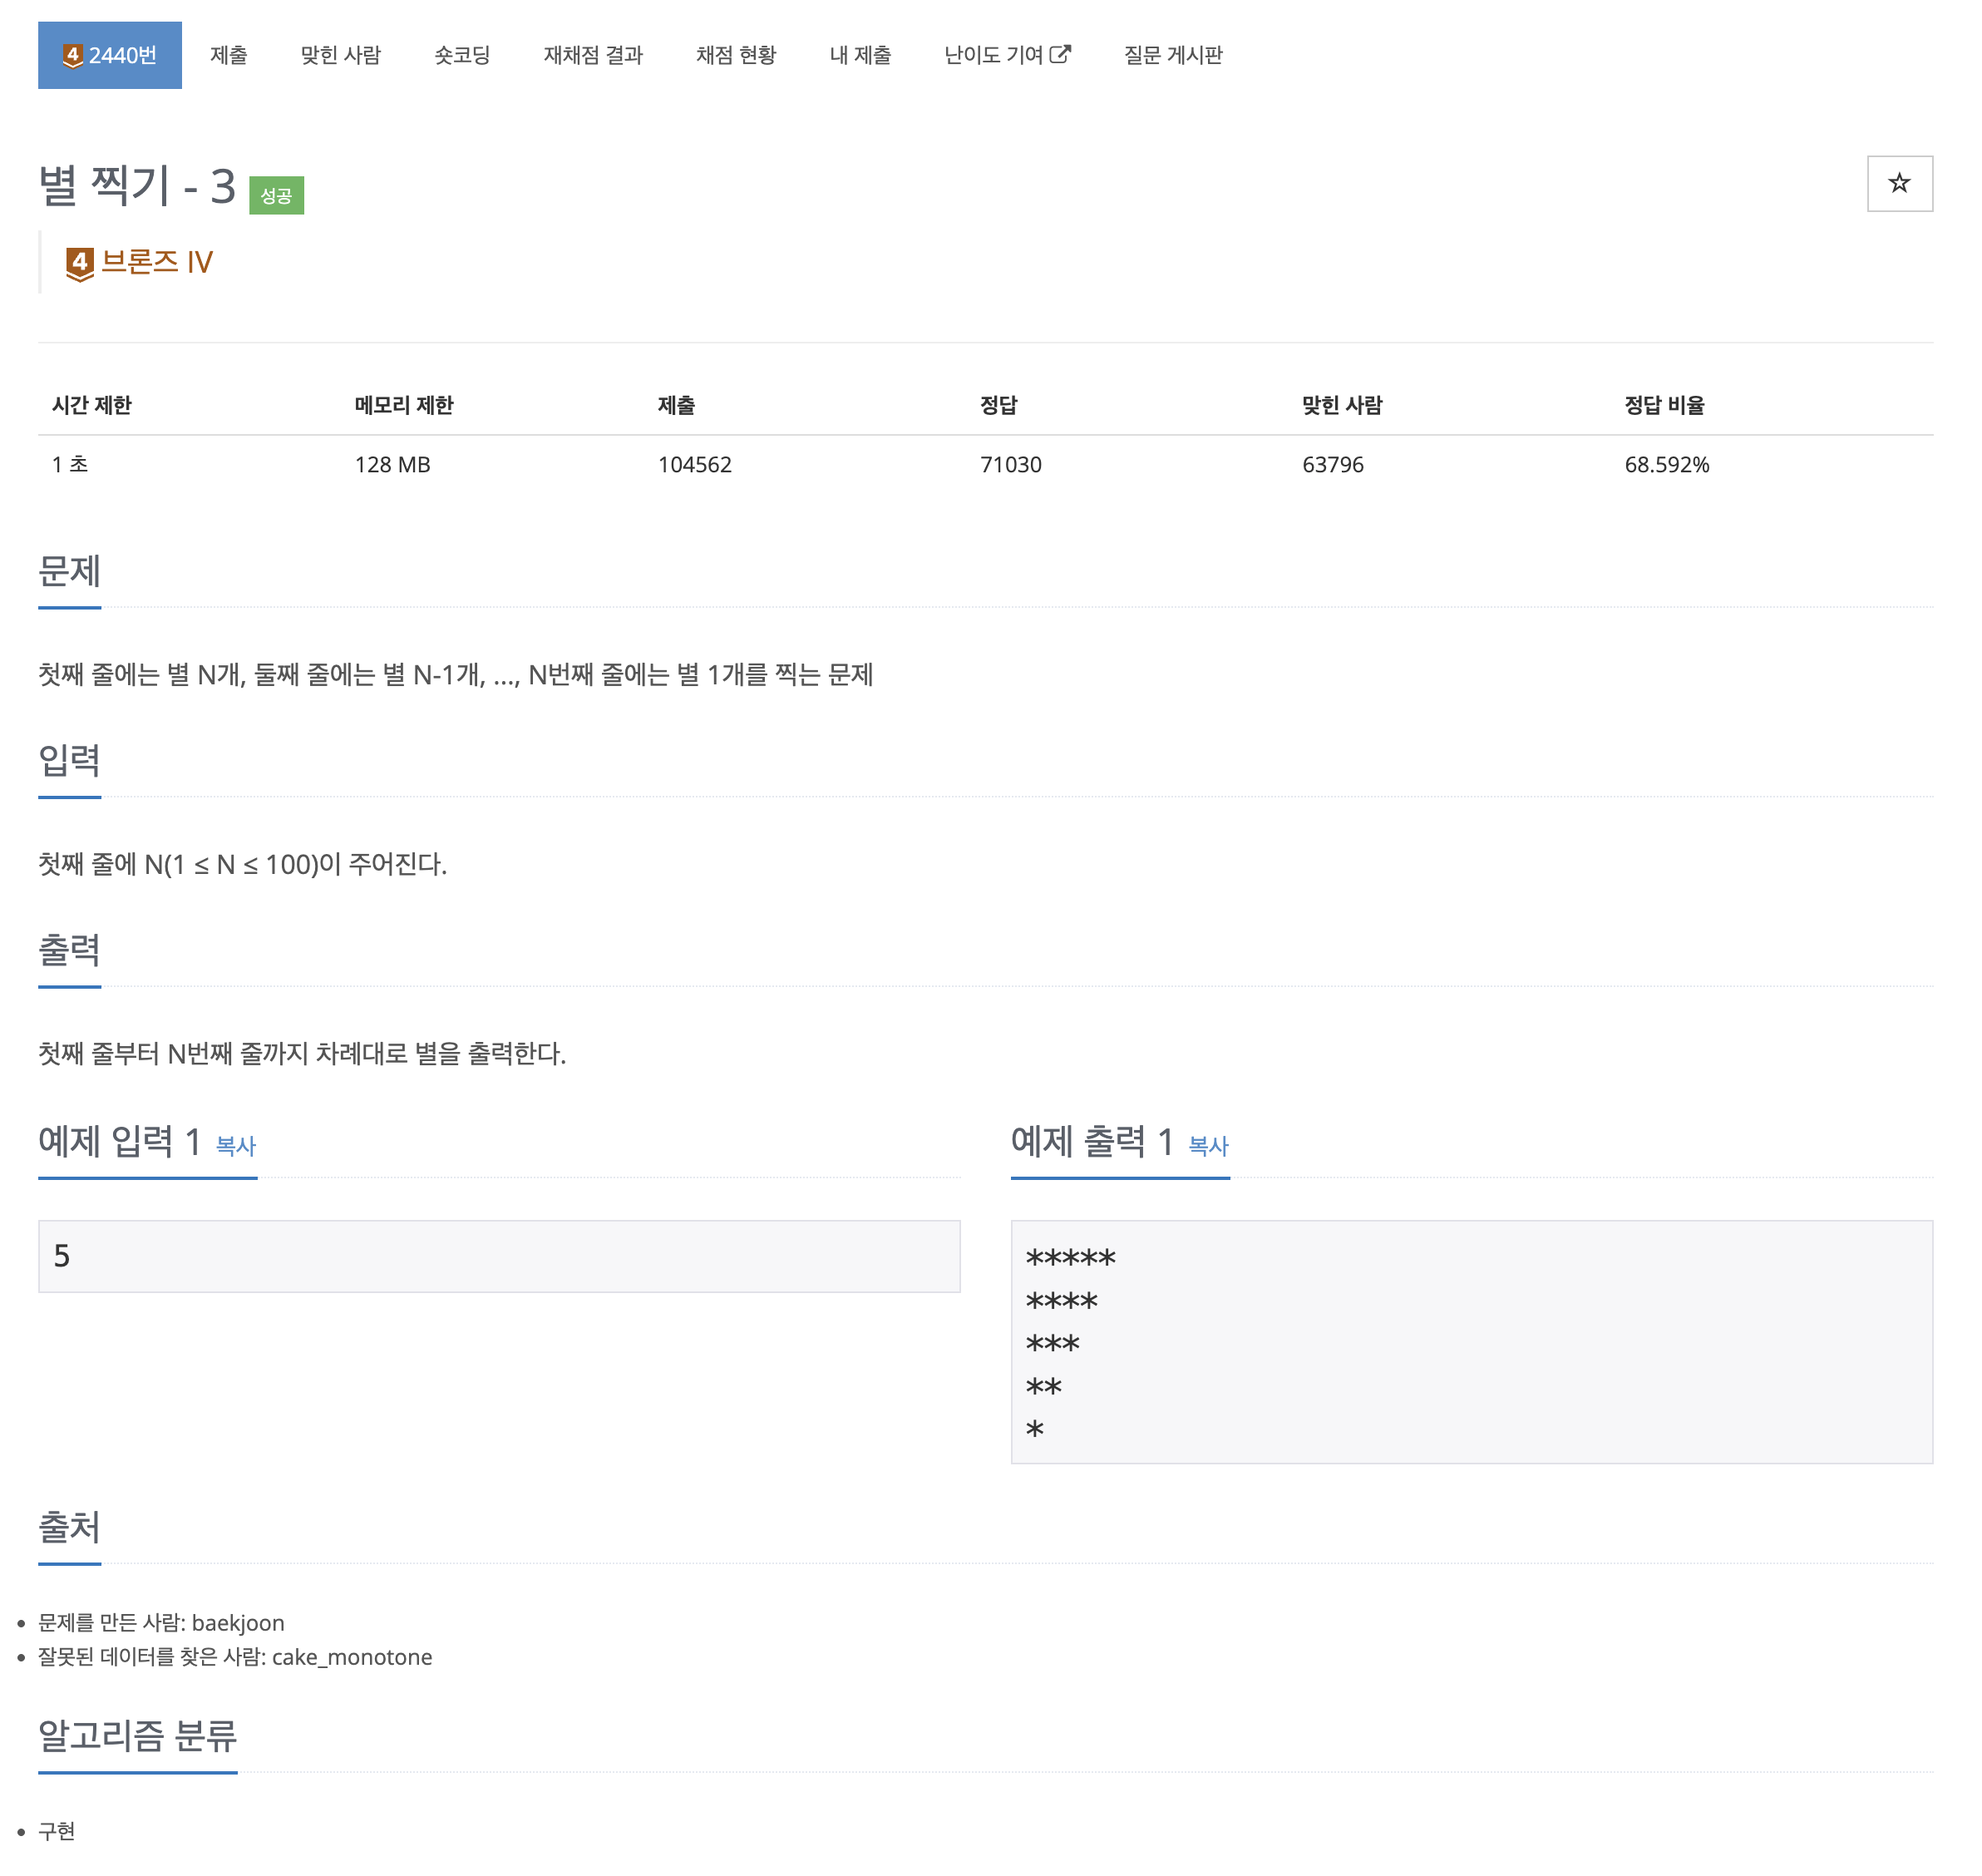 4 2440번 제출 맞힌 사람 숏코딩 재채점 결과 채점 현황 내 제출 난이도 기여 질문 게시판
별 찍기 - 3 성공
4 브론즈 IV
시간 제한 메모리 제한 제출 정답 맞힌 사람 정답 비율
1 초 128 MB 104562 71030 63796 68.592%
문제
첫째 줄에는 별 N개, 둘째 줄에는 별 N-1개, ..., N번째 줄에는 별 1개를 찍는 문제
입력
첫째 줄에 N(1 ≤ N ≤ 100)이 주어진다.
출력
첫째 줄부터 N번째 줄까지 차례대로 별을 출력한다.
예제 입력 1 복사
5
예제 출력 1 복사
*****
****
***
**
*
출처
문제를 만든 사람: baekjoon
잘못된 데이터를 찾은 사람: cake_monotone
알고리즘 분류
구현